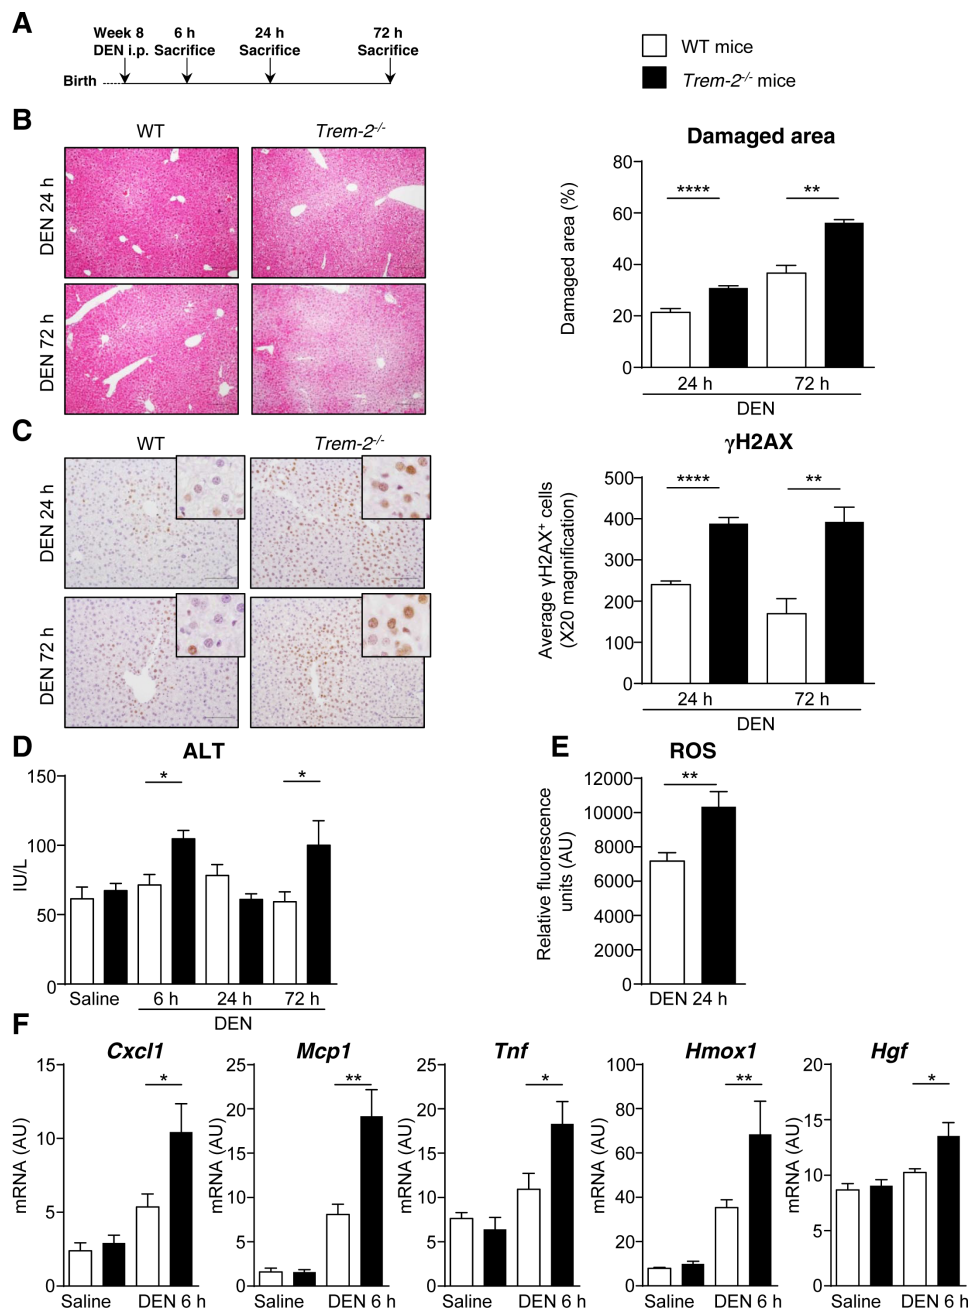 A
Week 8
DEN i.p.
6 h
Sacrifice
24 h
Sacrifice
72 h
Sacrifice
Birth
WT mice
Trem-2-/- mice
B
WT
Trem-2-/-
DEN 24 h
DEN 72 h
Damaged area
Damaged area (%)
80
60
40
20
0
****
**
24 h
72 h
DEN
C
WT
Trem-2-/-
DEN 24 h
DEN 72 h
γH2AX
Average γH2AX+ cells
(X20 magnification)
500
400
300
200
100
0
****
**
24 h
72 h
DEN
D
ALT
IU/L
150
100
50
0
*
*
Saline
6 h
24 h
72 h
DEN
E
ROS
Relative fluorescence
units (AU)
12000
10000
8000
6000
4000
2000
0
**
DEN 24 h
F
Cxcl1
mRNA (AU)
15
10
5
0
*
Saline
DEN 6 h
Mcp1
mRNA (AU)
25
20
15
10
5
0
**
Saline
DEN 6 h
Tnf
mRNA (AU)
25
20
15
10
5
0
*
Saline
DEN 6 h
Hmox1
mRNA (AU)
100
80
60
40
20
0
**
Saline
DEN 6 h
Hgf
mRNA (AU)
20
15
10
5
0
*
Saline
DEN 6 h